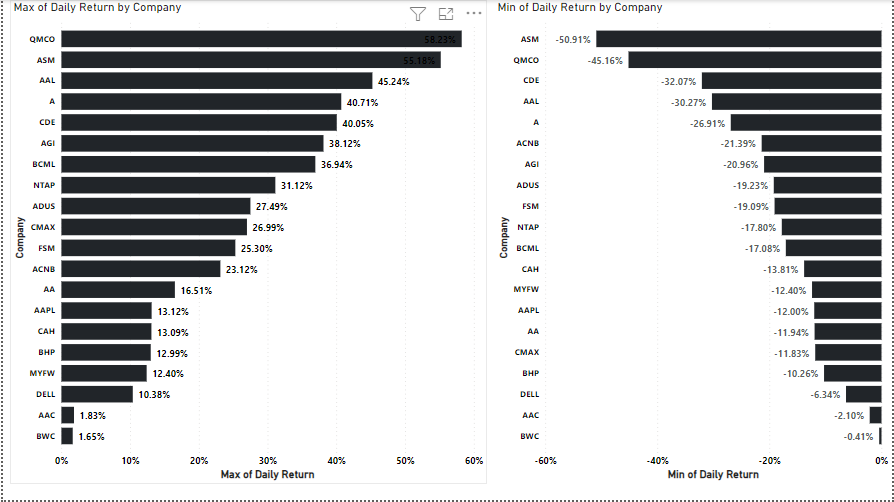 Max of Daily Return by Company
QMCO 58.23%
ASM 55.18%
AAL 45.24%
A 40.71%
CDE 40.05%
AGI 38.12%
BCML 36.94%
NTAP 31.12%
ADUS 27.49%
CMAX 26.99%
FSM 25.30%
ACNB 23.12%
AA 16.51%
AAPL 13.12%
CAH 13.09%
BHP 12.99%
MYFW 12.40%
DELL 10.38%
AAC 1.83%
BWC 1.65%
Company
0% 10% 20% 30% 40% 50% 60%
Max of Daily Return
Min of Daily Return by Company
ASM -50.91%
QMCO -45.16%
CDE -32.07%
AAL -30.27%
A -26.91%
ACNB -21.39%
AGI -20.96%
ADUS -19.23%
FSM -19.09%
NTAP -17.80%
BCML -17.08%
CAH -13.81%
MYFW -12.40%
AAPL -12.00%
AA -11.94%
CMAX -11.83%
BHP -10.26%
DELL -6.34%
AAC -2.10%
BWC -0.41%
Company
-60% -40% -20% 0%
Min of Daily Return